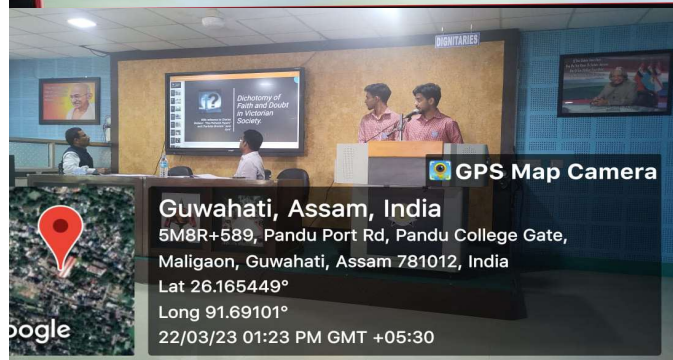 DIGNITARIES
Dichotomy of
Faith and Doubt
in Victorian
Society.
GPS Map Camera
Guwahati, Assam, India
5M8R+589, Pandu Port Rd, Pandu College Gate,
Maligaon, Guwahati, Assam 781012, India
Lat 26.165449°
Long 91.69101°
22/03/23 01:23 PM GMT +05:30
oogle